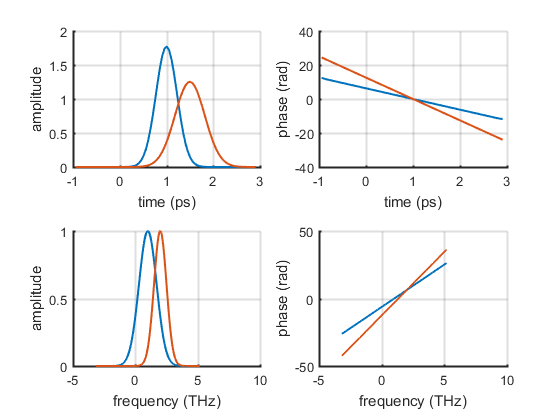 2
1.5
1
0.5
0
-1 0 1 2 3
amplitude
time (ps)
40
20
0
-20
-40
-1 0 1 2 3
phase (rad)
time (ps)
1
0.5
0
-5 0 5 10
amplitude
frequency (THz)
50
0
-50
-5 0 5 10
phase (rad)
frequency (THz)